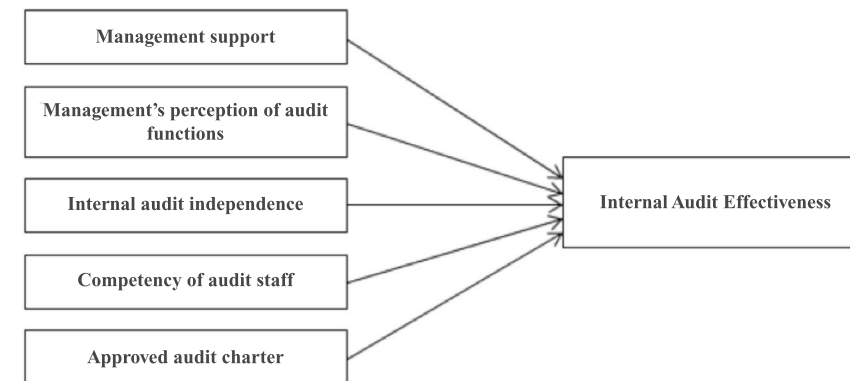 Management support
Management’s perception of audit
functions
Internal audit independence
Internal Audit Effectiveness
Competency of audit staff
Approved audit charter